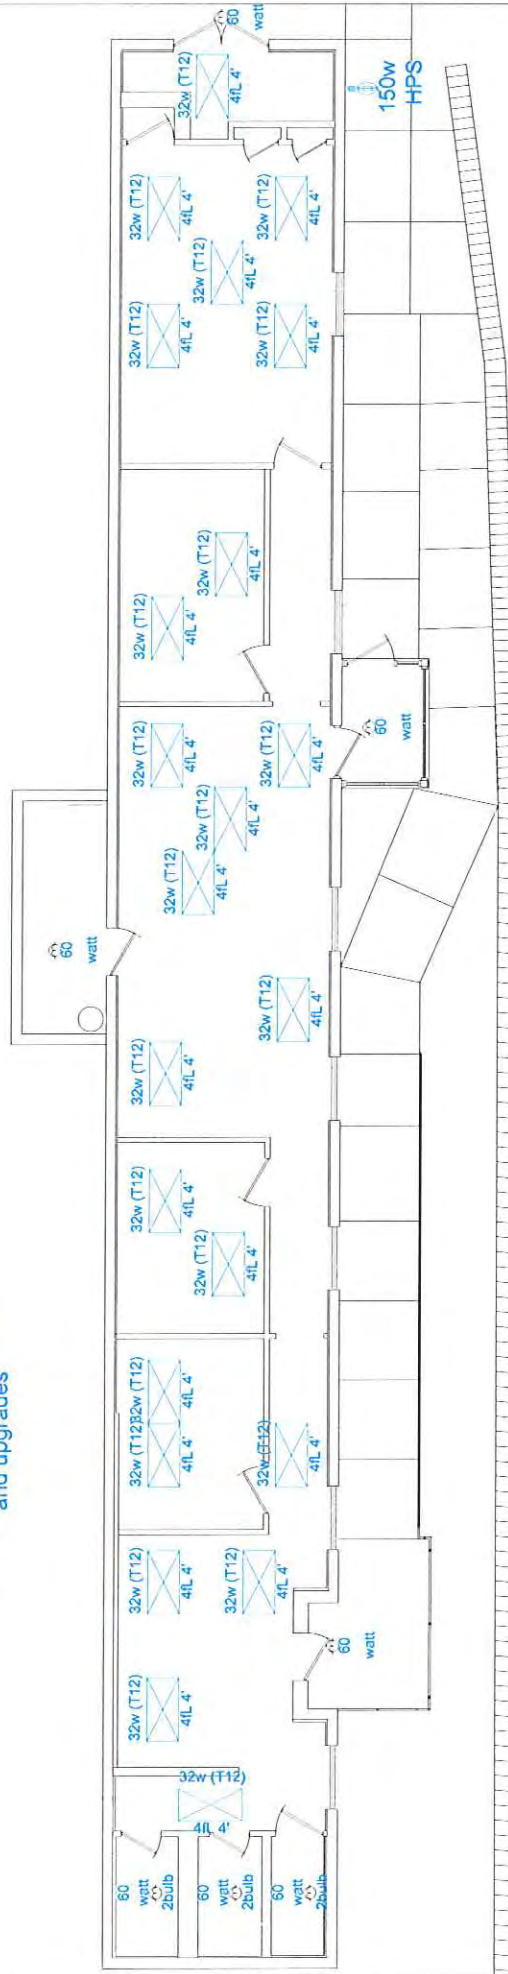 60
watt
32w (T12)
4fL 4'
150w
HPS
32w (T12)
4fL 4'
32w (T12)
4fL 4'
32w (T12)
4fL 4'
32w (T12)
4fL 4'
32w (T12)
4fL 4'
32w (T12)
4fL 4'
32w (T12)
4fL 4'
32w (T12)
4fL 4'
32w (T12)
4fL 4'
60
watt
32w (T12)
4fL 4'
32w (T12)
4fL 4'
60
watt
32w (T12)
4fL 4'
32w (T12)
4fL 4'
32w (T12)
4fL 4'
32w (T12)
4fL 4'
and upgrades
32w (T12)
4fL 4'
32w (T12)
4fL 4'
32w (T12)
4fL 4'
32w (T12)
4fL 4'
32w (T12)
4fL 4'
60
watt
32w (T12)
4fL 4'
32w (T12)
4fL 4'
60
watt
2bulb
60
watt
2bulb
60
watt
2bulb